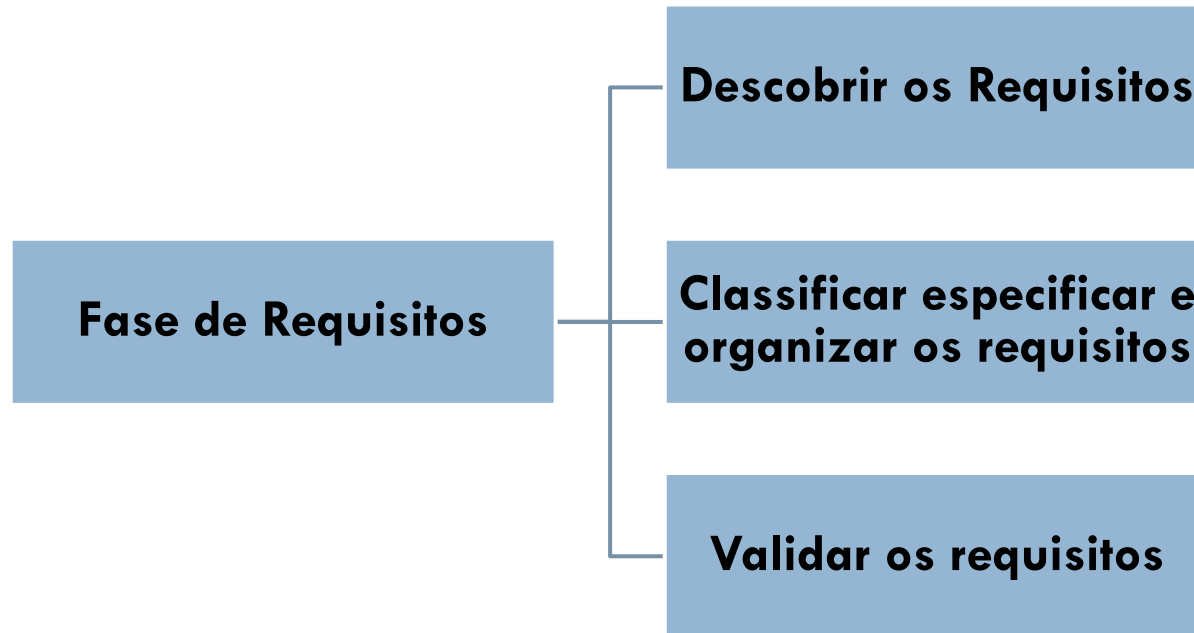 Descobrir os Requisitos
Fase de Requisitos
Classificar especificar e
organizar os requisitos
Validar os requisitos